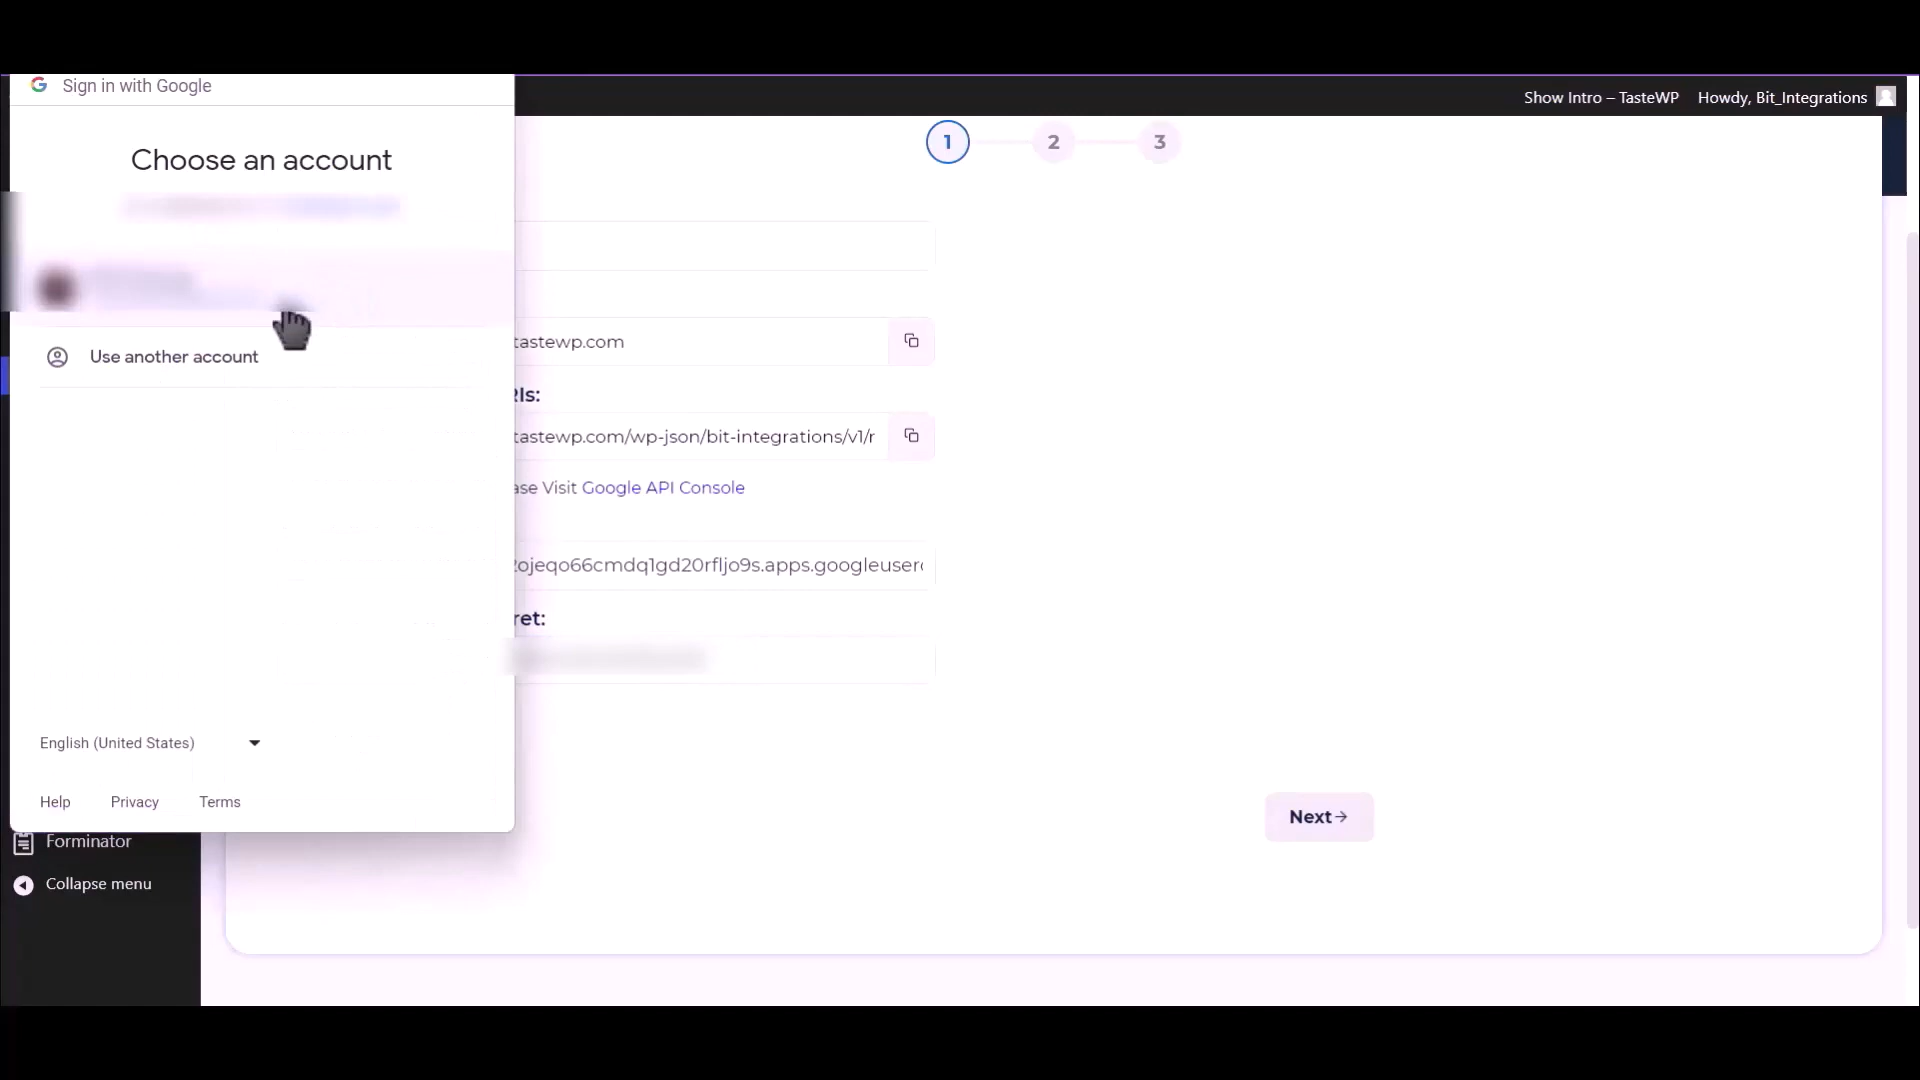 Sign in with Google
Show Intro – TasteWP
Howdy, Bit_Integrations
Choose an account
Use another account
English (United States)
Help
Privacy
Terms
1
2
3
tastewp.com
RIs:
tastewp.com/wp-json/bit-integrations/v1/r
ase Visit Google API Console
ojeqo66cmdq1gd20rfljo9s.apps.googleuserc
ret:
Next→
Forminator
Collapse menu